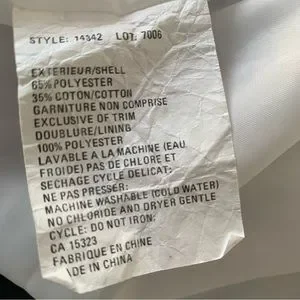 STYLE: 14342 LOT. 7006
EXTERIEUR/SHELL
65% POLYESTER
35% COTON/COTTON
GARNITURE NON COMPRISE
EXCLUSIVE OF TRIM
DOUBLURE/LINING
100% POLYESTER
LAVABLE A LA MACHINE (EAU
FROIDE) PAS DE CHLORE ET
SECHAGE CYCLE DELICAT:
NE PAS PRESSER:
MACHINE WASHABLE (COLD WATER)
NO CHLORIDE AND DRYER GENTLE
CYCLE: DO NOT IRON:
CA 15323
FABRIQUE EN CHINE
\DE IN CHINA